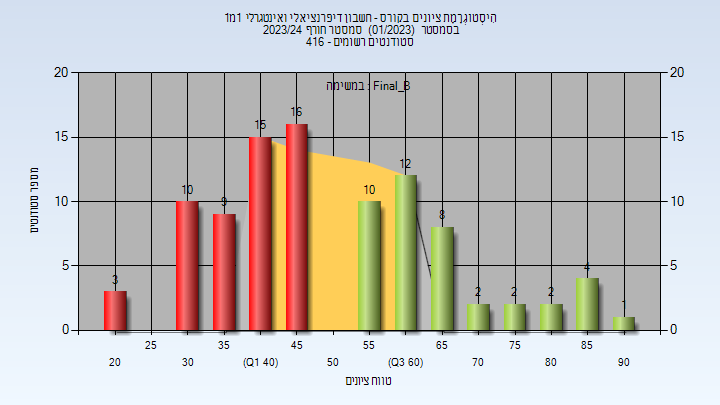 הִיסְטוֹגְרָמַת ציונים בקורס - חשבון דיפרנציאלי ואינטגרלי 1מ1
בסמסטר (01/2023) סמסטר חורף 2023/24
סטודנטים רשומים - 416
במשימה : Final_B
מספר סטודנטים
20 15 10 5 0
20 15 10 5 0
3 10 9 15 16 10 12 8 2 2 2 4 1
25 35 45 55 65 75 85
20 30 (Q1 40) 50 (Q3 60) 70 80 90
טווח ציונים